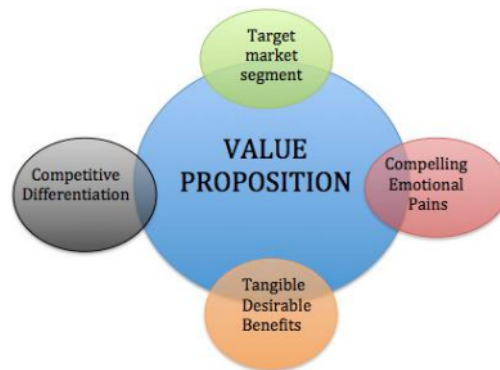 Target
market
segment
VALUE
PROPOSITION
Competitive
Differentiation
Compelling
Emotional
Pains
Tangible
Desirable
Benefits